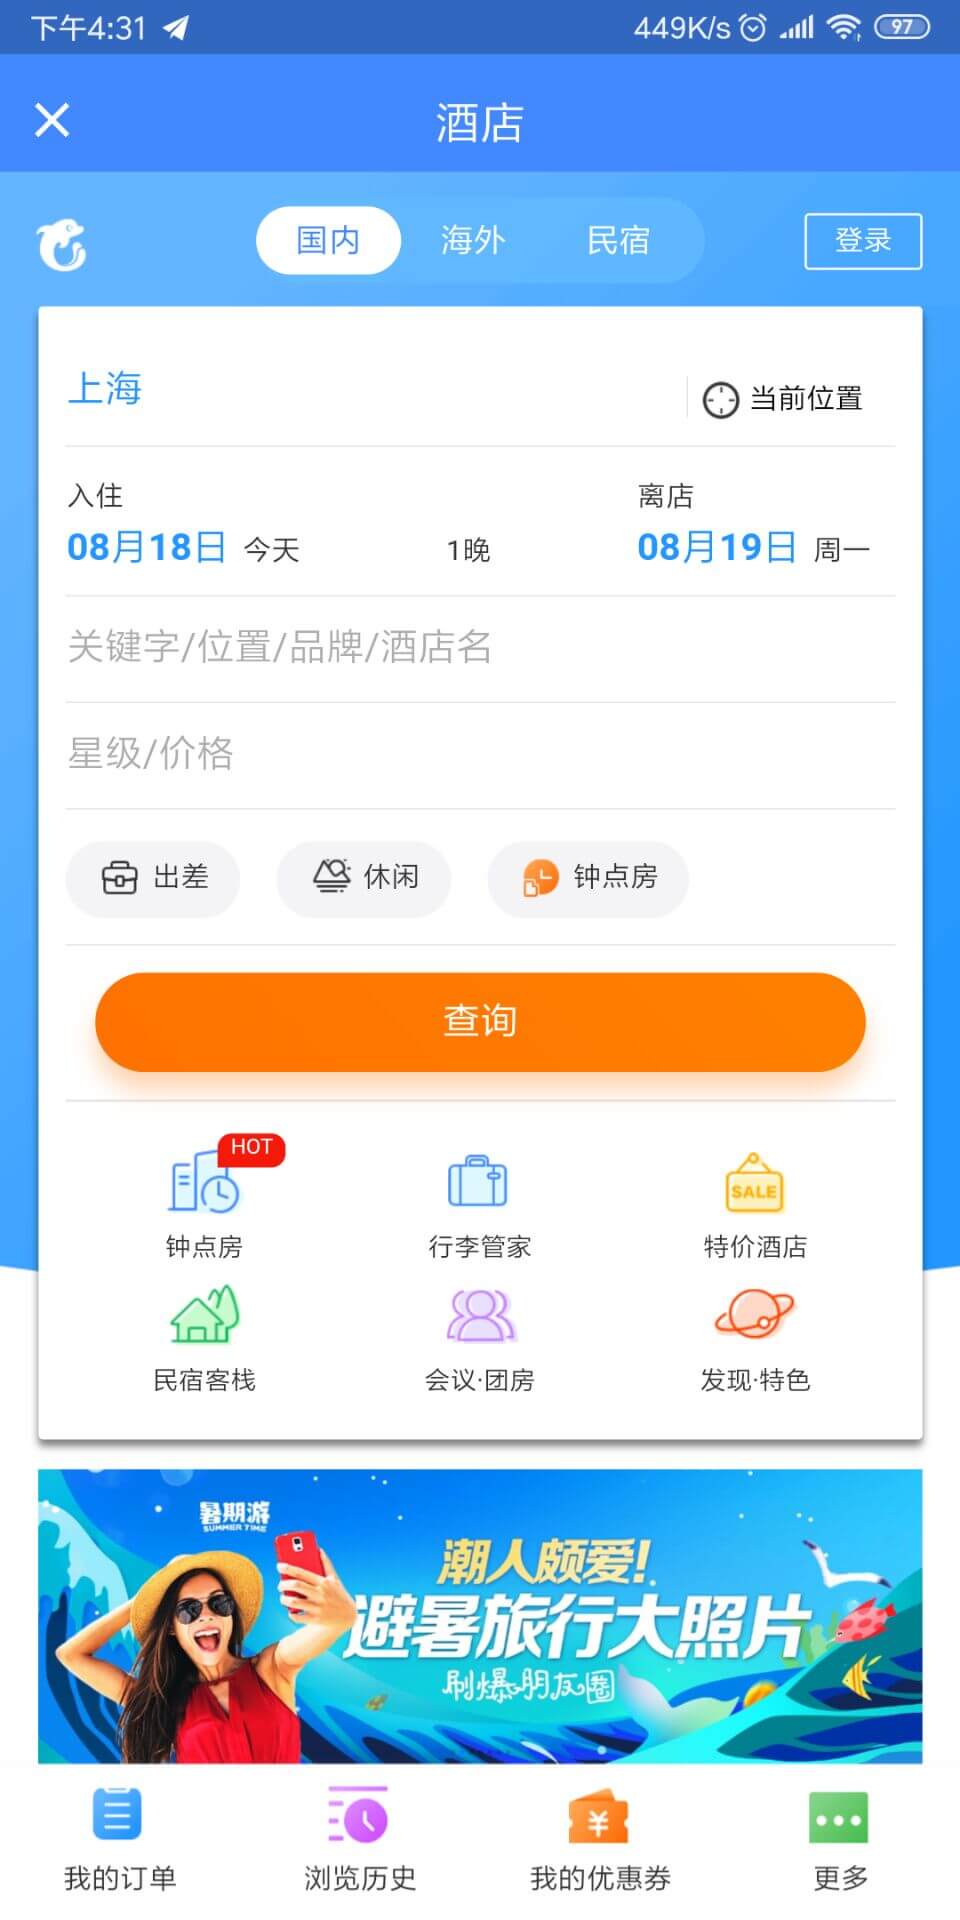 下午4:31 449K/s 97
酒店
国内 海外 民宿 登录
上海 当前位置
入住 离店
08月18日 今天 1晚 08月19日 周一
关键字/位置/品牌/酒店名
星级/价格
出差 休闲 钟点房
查询
HOT
SALE
钟点房 行李管家 特价酒店
民宿客栈 会议·团房 发现·特色
暑期游
SUMMER TIME
潮人颇爱!
避暑旅行大照片
刷爆朋友圈
¥
我的订单 浏览历史 我的优惠券 更多